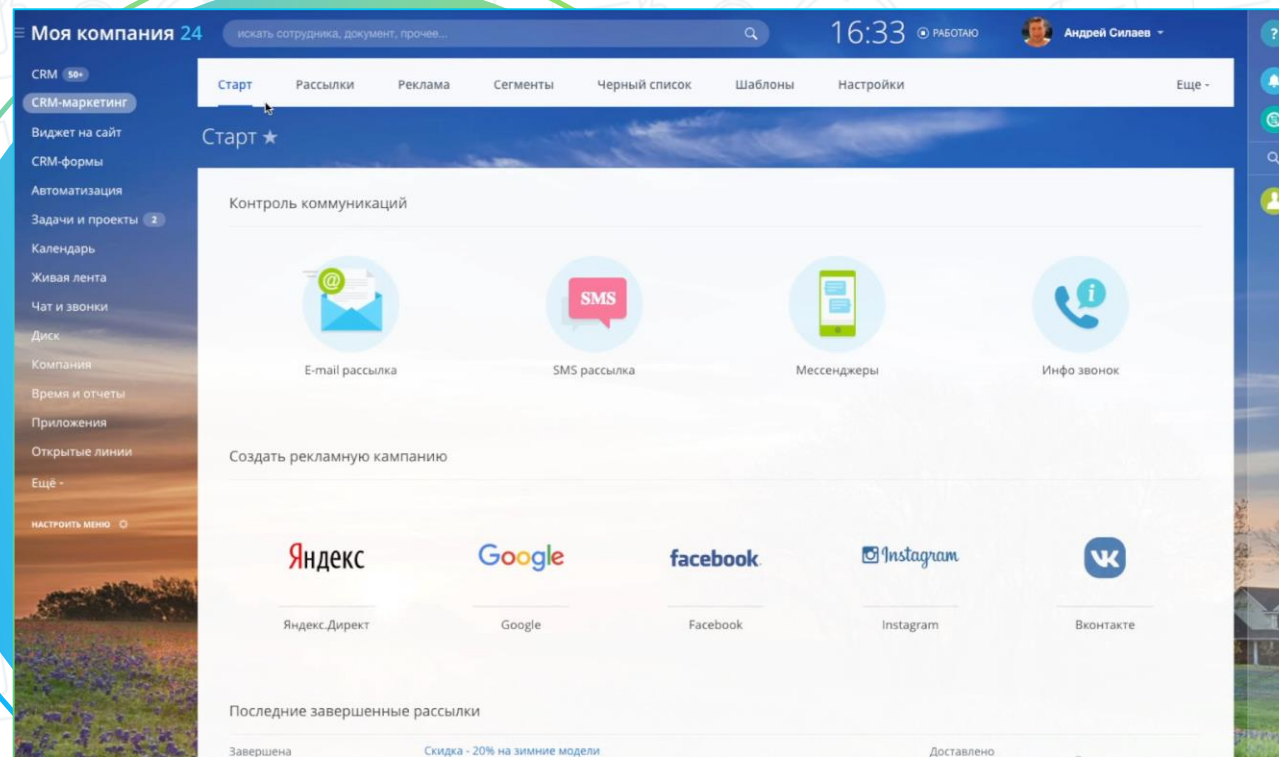 Моя компания 24
искать сотрудника, документ, прочее...
16:33
РАБОТАЮ
Андрей Силаев
?
CRM 50+
CRM-маркетинг
Виджет на сайт
CRM-формы
Автоматизация
Задачи и проекты 2
Календарь
Живая лента
Чат и звонки
Диск
Компания
Время и отчеты
Приложения
Открытые линии
Ещё -
НАСТРОИТЬ МЕНЮ
Старт Рассылки Реклама Сегменты Черный список Шаблоны Настройки Еще -
Старт ★
Контроль коммуникаций
@
SMS
i
E-mail рассылка SMS рассылка Мессенджеры Инфо звонок
Создать рекламную кампанию
Яндекс Google facebook Instagram VK
Яндекс.Директ Google Facebook Instagram Вконтакте
Последние завершенные рассылки
Завершена Скидка - 20% на зимние модели Доставлено